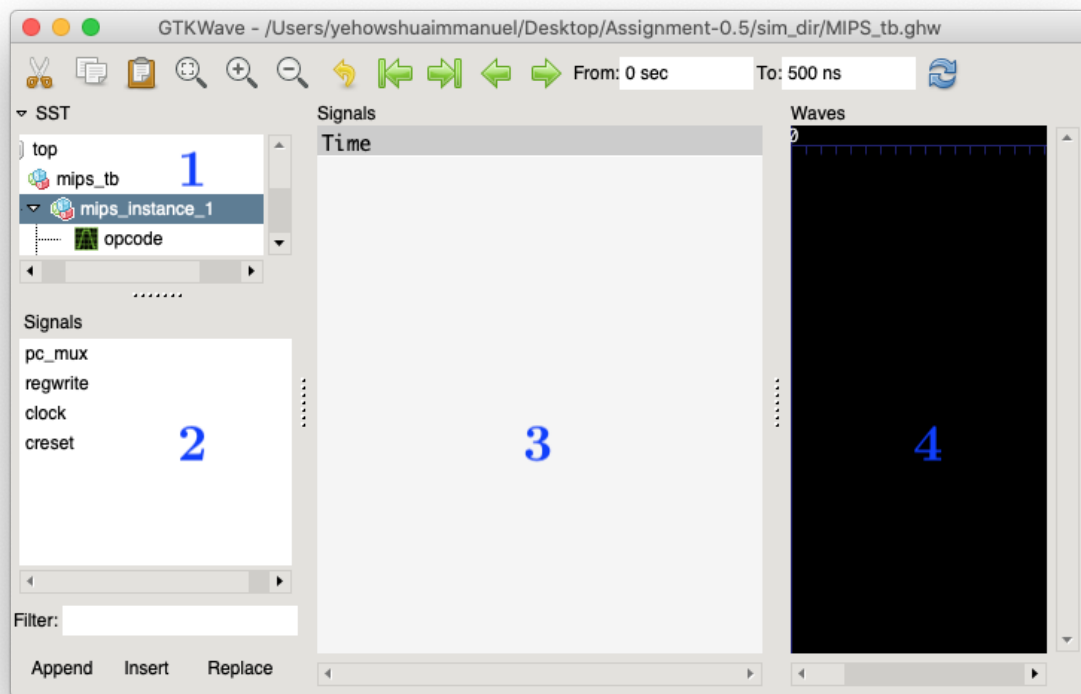 GTKWave - /Users/yehowshuaimmanuel/Desktop/Assignment-0.5/sim_dir/MIPS_tb.ghw
From: 0 sec To: 500 ns
SST
top
mips_tb
mips_instance_1
opcode
1
Signals
pc_mux
regwrite
clock
creset
2
Filter:
Append Insert Replace
Signals
Time
3
Waves
0
4